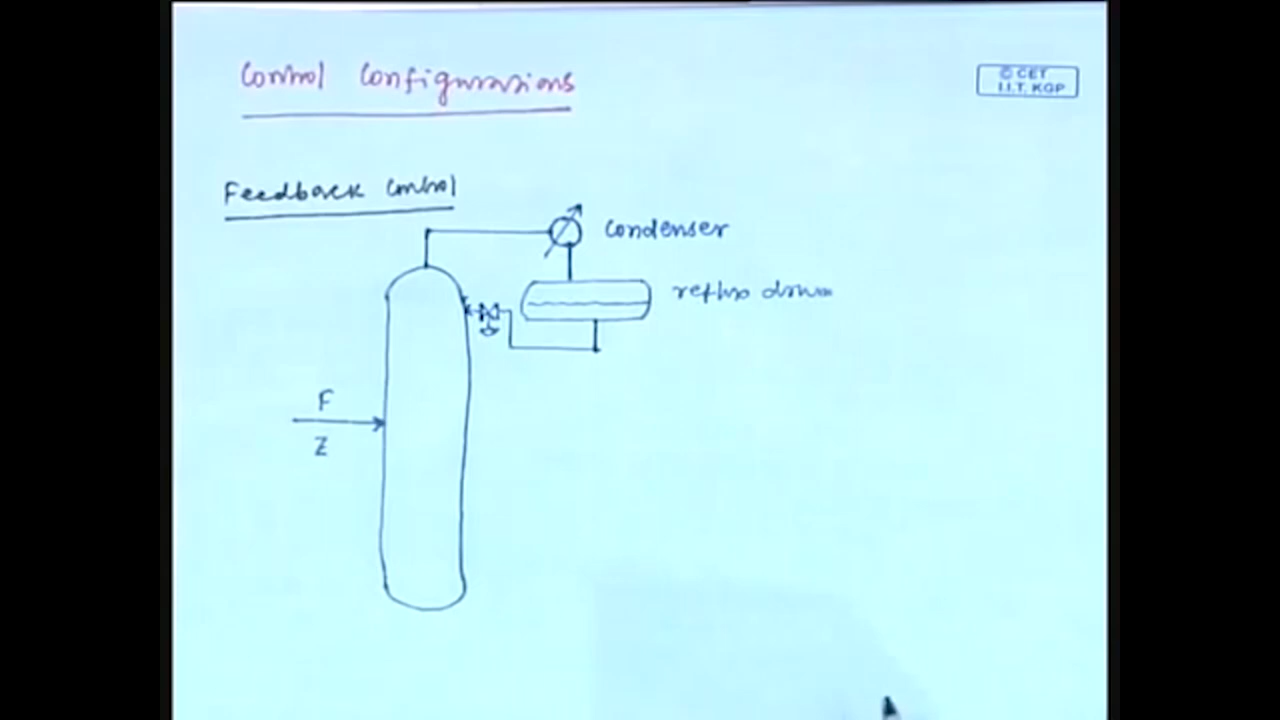 Control Configurations
© CET
I.I.T. KGP
Feedback Control
Condenser
reflux drum
F
Z